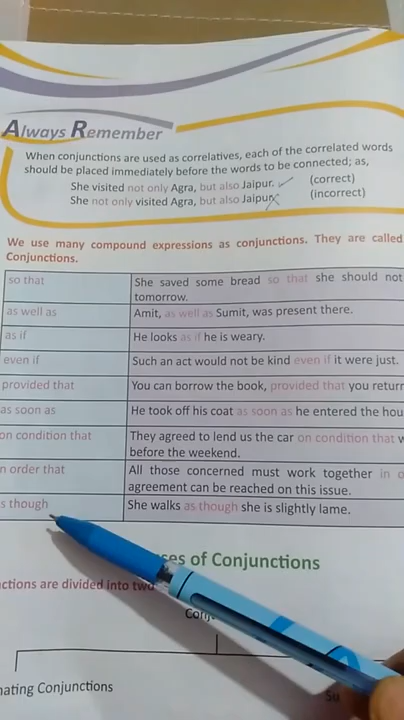 Always Remember
When conjunctions are used as correlatives, each of the correlated words
should be placed immediately before the words to be connected; as,
She visited not only Agra, but also Jaipur. (correct)
She not only visited Agra, but also Jaipur. (incorrect)
We use many compound expressions as conjunctions. They are called
Conjunctions.
so that She saved some bread so that she should not
tomorrow.
as well as Amit, as well as Sumit, was present there.
as if He looks as if he is weary.
even if Such an act would not be kind even if it were just.
provided that You can borrow the book, provided that you return
as soon as He took off his coat as soon as he entered the hou
on condition that They agreed to lend us the car on condition that w
before the weekend.
n order that All those concerned must work together in o
agreement can be reached on this issue.
s though She walks as though she is slightly lame.
ses of Conjunctions
ctions are divided into two
Conj
nating Conjunctions
Su